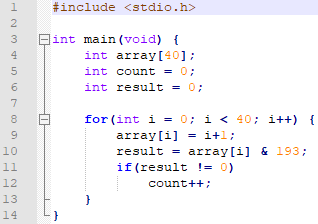 1 #include <stdio.h>
2
3 int main(void) {
4 int array[40];
5 int count = 0;
6 int result = 0;
7
8 for(int i = 0; i < 40; i++) {
9 array[i] = i+1;
10 result = array[i] & 193;
11 if(result != 0)
12 count++;
13 }
14 }